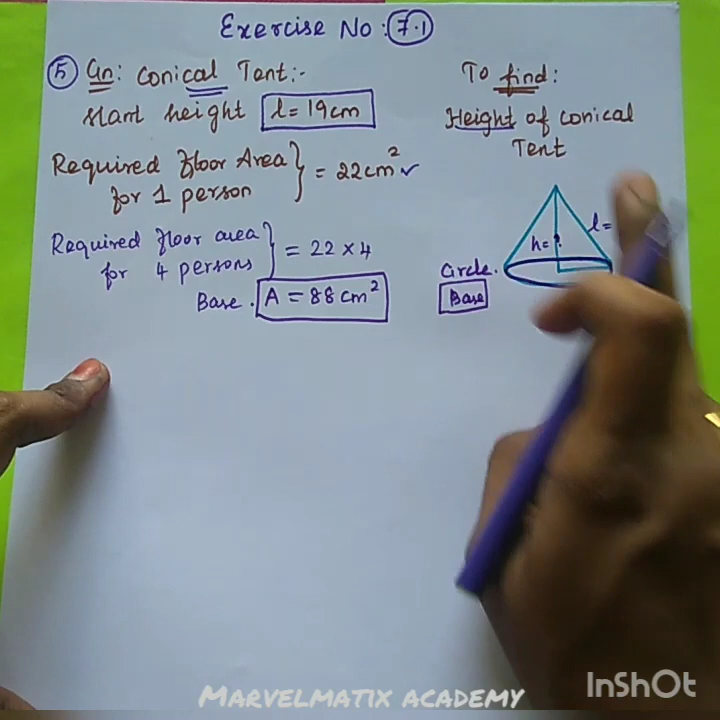 Exercise No : 7.1
5 Gn: Conical Tent:-
slant height l = 19cm
Required Floor Area
for 1 person } = 22cm² ✓
Required floor area
for 4 persons } = 22 × 4
Base. A = 88 cm²
To find:
Height of conical
Tent
h = ?
l =
Circle.
Base
MARVELMATIX ACADEMY
InShOt